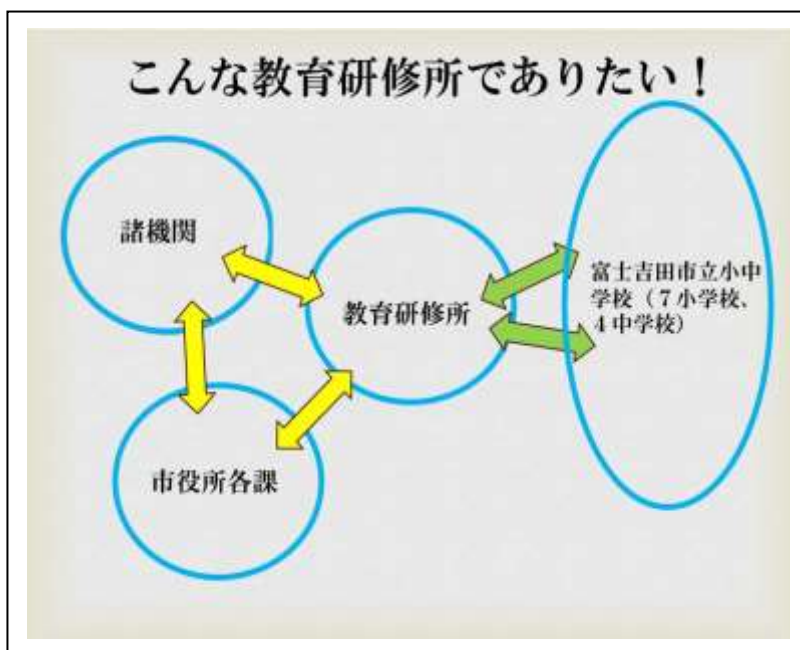 こんな教育研修所でありたい！
諸機関
教育研修所
富士吉田市立小中
学校（７小学校、
４中学校）
市役所各課